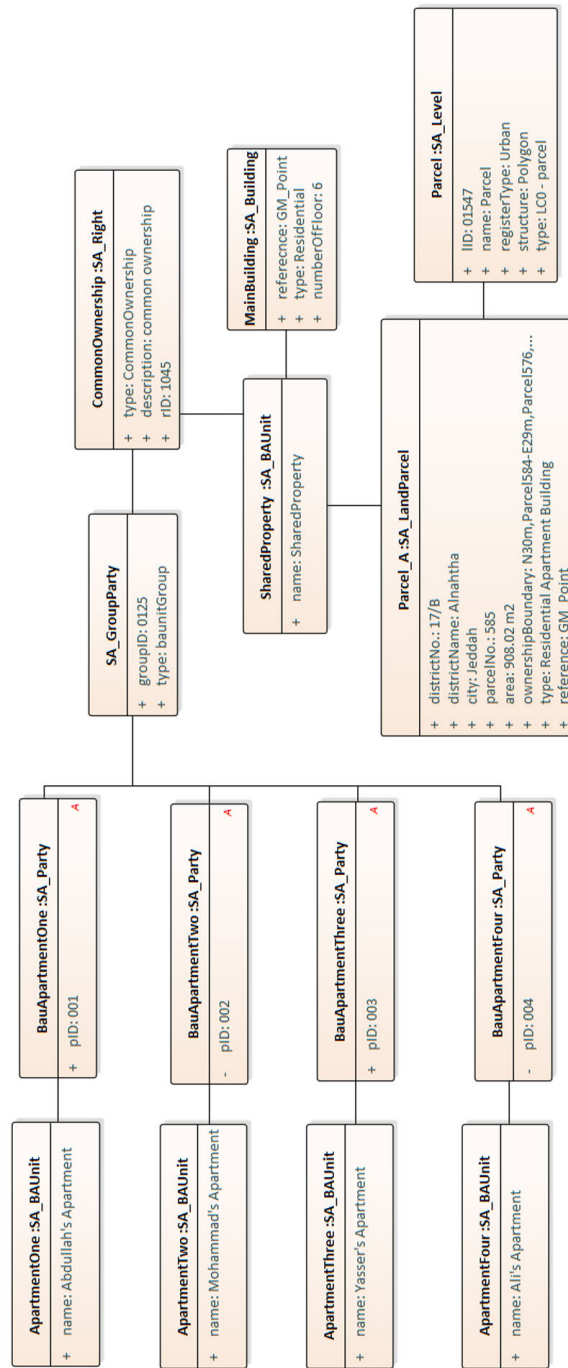 ApartmentOne :SA_BAUnit
+ name: Abdullah's Apartment
BauApartmentOne :SA_Party
+ pID: 001
A
ApartmentTwo :SA_BAUnit
+ name: Mohammad's Apartment
BauApartmentTwo :SA_Party
- pID: 002
A
ApartmentThree :SA_BAUnit
+ name: Yasser's Apartment
BauApartmentThree :SA_Party
+ pID: 003
A
ApartmentFour :SA_BAUnit
+ name: Ali's Apartment
BauApartmentFour :SA_Party
- pID: 004
A
SA_GroupParty
+ groupID: 0125
+ type: baunitGroup
CommonOwnership :SA_Right
+ type: CommonOwnership
+ description: common ownership
+ rID: 1045
SharedProperty :SA_BAUnit
+ name: SharedProperty
MainBuilding :SA_Building
+ referecnce: GM_Point
+ type: Residential
+ numberOfFloor: 6
Parcel_A :SA_LandParcel
+ districtNo.: 17/B
+ districtName: Alnahtha
+ city: Jeddah
+ parcelNo.: 585
+ area: 908.02 m2
+ ownershipBoundary: N30m,Parcel584-E29m,Parcel576,...
+ type: Residential Apartment Building
+ reference: GM_Point
Parcel :SA_Level
+ lID: 01547
+ name: Parcel
+ registerType: Urban
+ structure: Polygon
+ type: LC0 - parcel